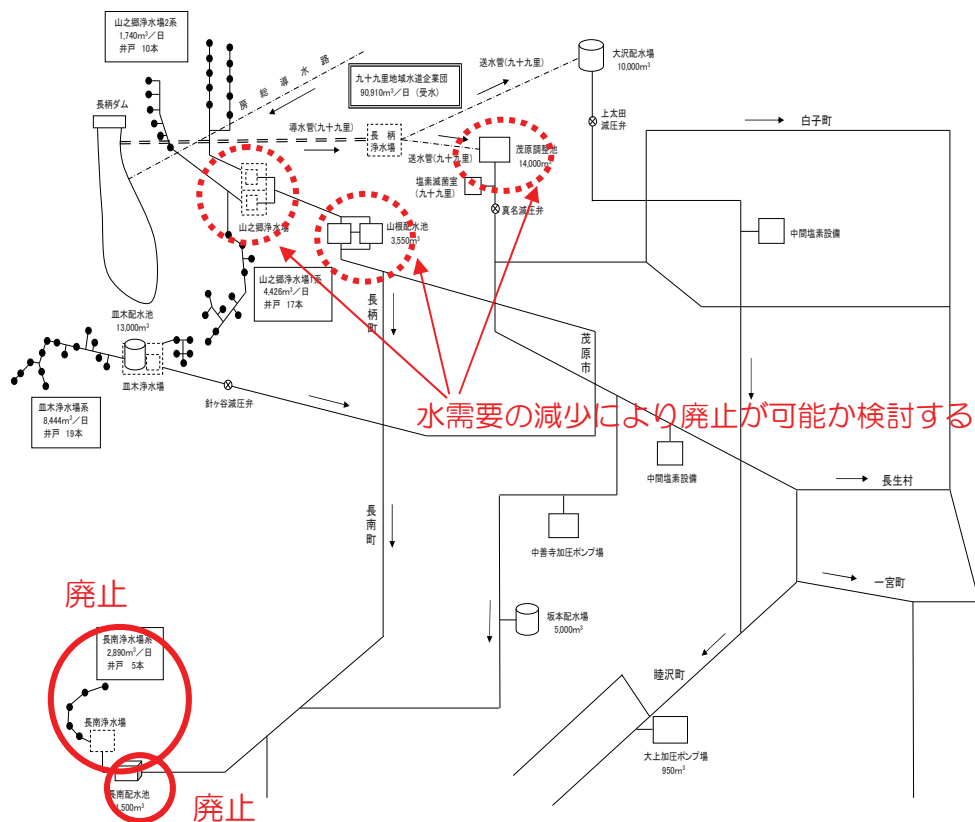 山之郷浄水場2系
1,740m³／日
井戸 10本
長柄ダム
房総導水路
九十九里地域水道企業団
90,910m³／日（受水）
送水管（九十九里）
大沢配水場
10,000m³
上太田
減圧弁
白子町
導水管(九十九里)
長柄
浄水場
送水管(九十九里)
茂原調整池
14,000m³
塩素滅菌室
（九十九里）
真名減圧弁
山之郷浄水場
山根配水池
3,550m³
中間塩素設備
山之郷浄水場1系
4,426m³／日
井戸 17本
長柄町
皿木配水池
13,000m³
茂原市
皿木浄水場
針ヶ谷減圧弁
皿木浄水場系
8,444m³／日
井戸 19本
水需要の減少により廃止が可能か検討する
中間塩素設備
長生村
長南町
中善寺加圧ポンプ場
一宮町
廃止
坂本配水場
5,000m³
長南浄水場系
2,890m³／日
井戸 5本
睦沢町
長南浄水場
大上加圧ポンプ場
950m³
長南配水池
1,500m³
廃止